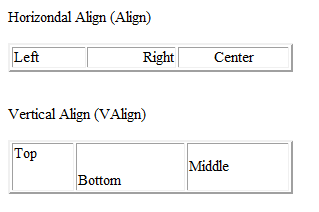 Horizondal Align (Align)
Left Right Center
Vertical Align (VAlign)
Top Bottom Middle